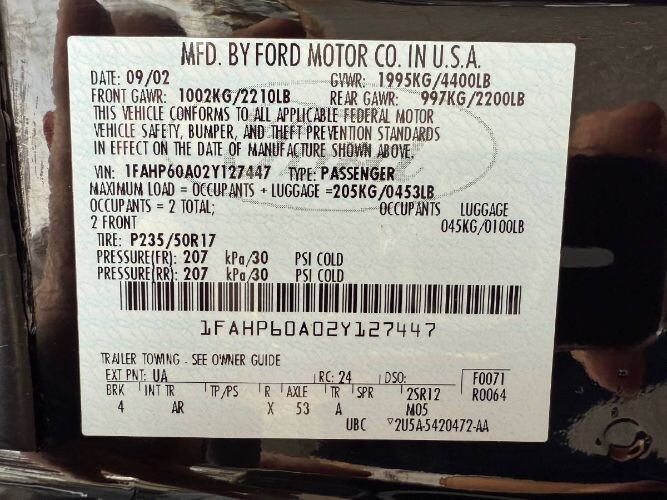 MFD. BY FORD MOTOR CO. IN U.S.A.
DATE: 09/02 GVWR: 1995KG/4400LB
FRONT GAWR: 1002KG/2210LB REAR GAWR: 997KG/2200LB
THIS VEHICLE CONFORMS TO ALL APPLICABLE FEDERAL MOTOR
VEHICLE SAFETY, BUMPER, AND THEFT PREVENTION STANDARDS
IN EFFECT ON THE DATE OF MANUFACTURE SHOWN ABOVE.
VIN: 1FAHP60A02Y127447 TYPE: PASSENGER
MAXIMUM LOAD = OCCUPANTS + LUGGAGE =205KG/0453LB
OCCUPANTS = 2 TOTAL; OCCUPANTS LUGGAGE
2 FRONT 045KG/0100LB
TIRE: P235/50R17
PRESSURE(FR): 207 kPa/30 PSI COLD
PRESSURE(RR): 207 kPa/30 PSI COLD
1FAHP60A02Y127447
TRAILER TOWING - SEE OWNER GUIDE
EXT PNT: UA RC: 24 DSO: F0071
BRK INT TR TP/PS R AXLE TR SPR 2SR12 R0064
4 AR X 53 A M05
UBC ▽2U5A-5420472-AA